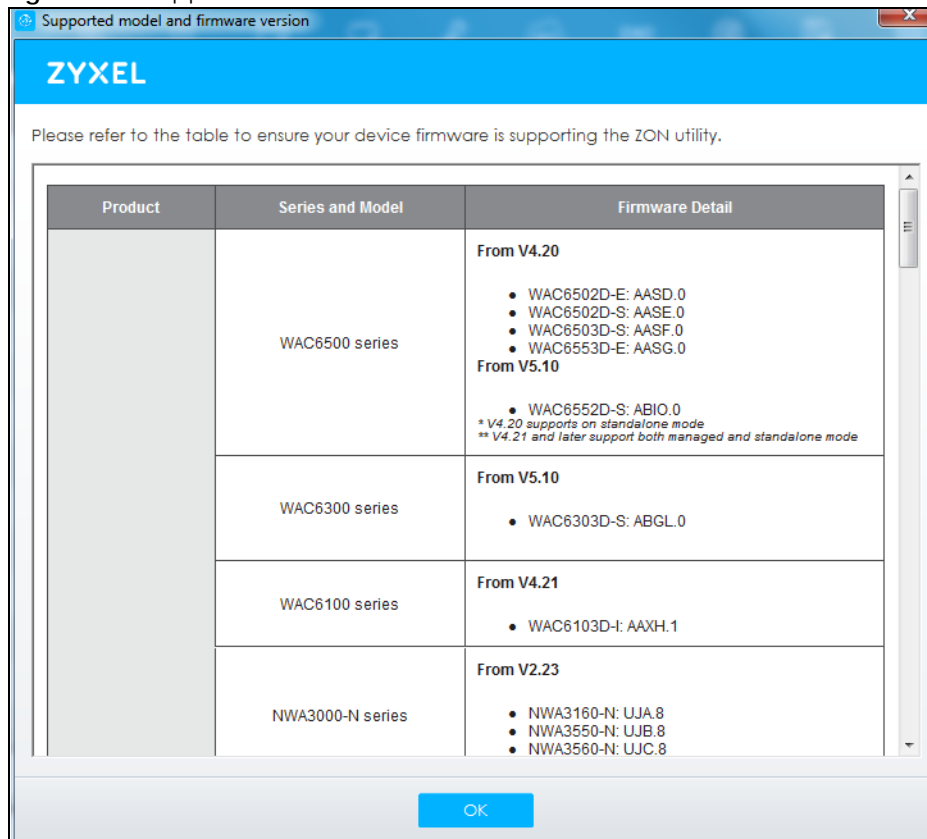 Supported model and firmware version
ZYXEL
Please refer to the table to ensure your device firmware is supporting the ZON utility.
Product
Series and Model
Firmware Detail
WAC6500 series
From V4.20
• WAC6502D-E: AASD.0
• WAC6502D-S: AASE.0
• WAC6503D-S: AASF.0
• WAC6553D-E: AASG.0
From V5.10
• WAC6552D-S: ABIO.0
* V4.20 supports on standalone mode
** V4.21 and later support both managed and standalone mode
WAC6300 series
From V5.10
• WAC6303D-S: ABGL.0
WAC6100 series
From V4.21
• WAC6103D-I: AAXH.1
NWA3000-N series
From V2.23
• NWA3160-N: UJA.8
• NWA3550-N: UJB.8
• NWA3560-N: UJC.8
OK